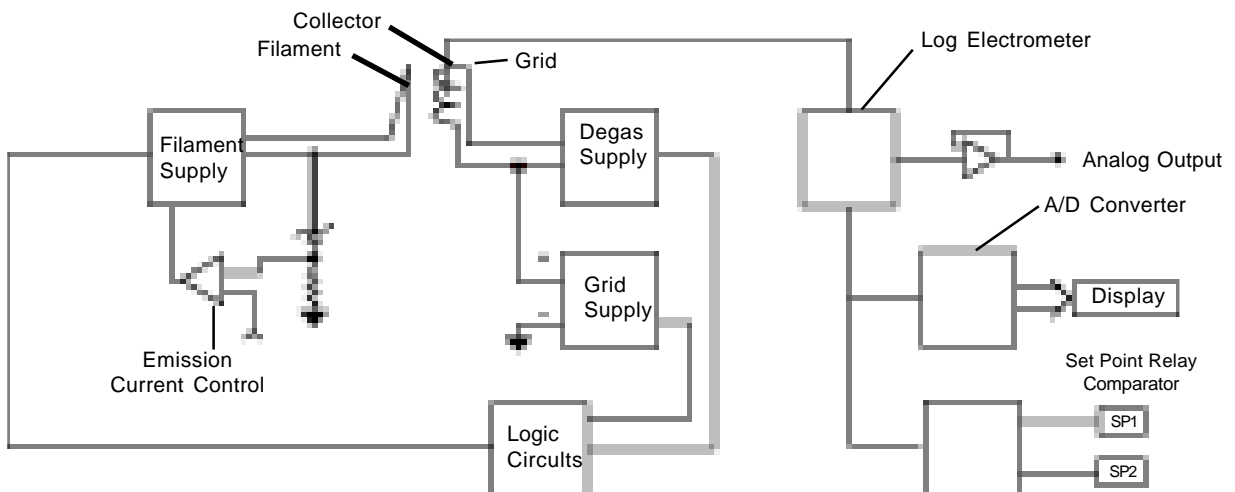 Collector
Filament
Grid
Log Electrometer
Filament
Supply
Degas
Supply
Analog Output
A/D Converter
Grid
Supply
Display
Emission
Current Control
Set Point Relay
Comparator
Logic
Circults
SP1
SP2